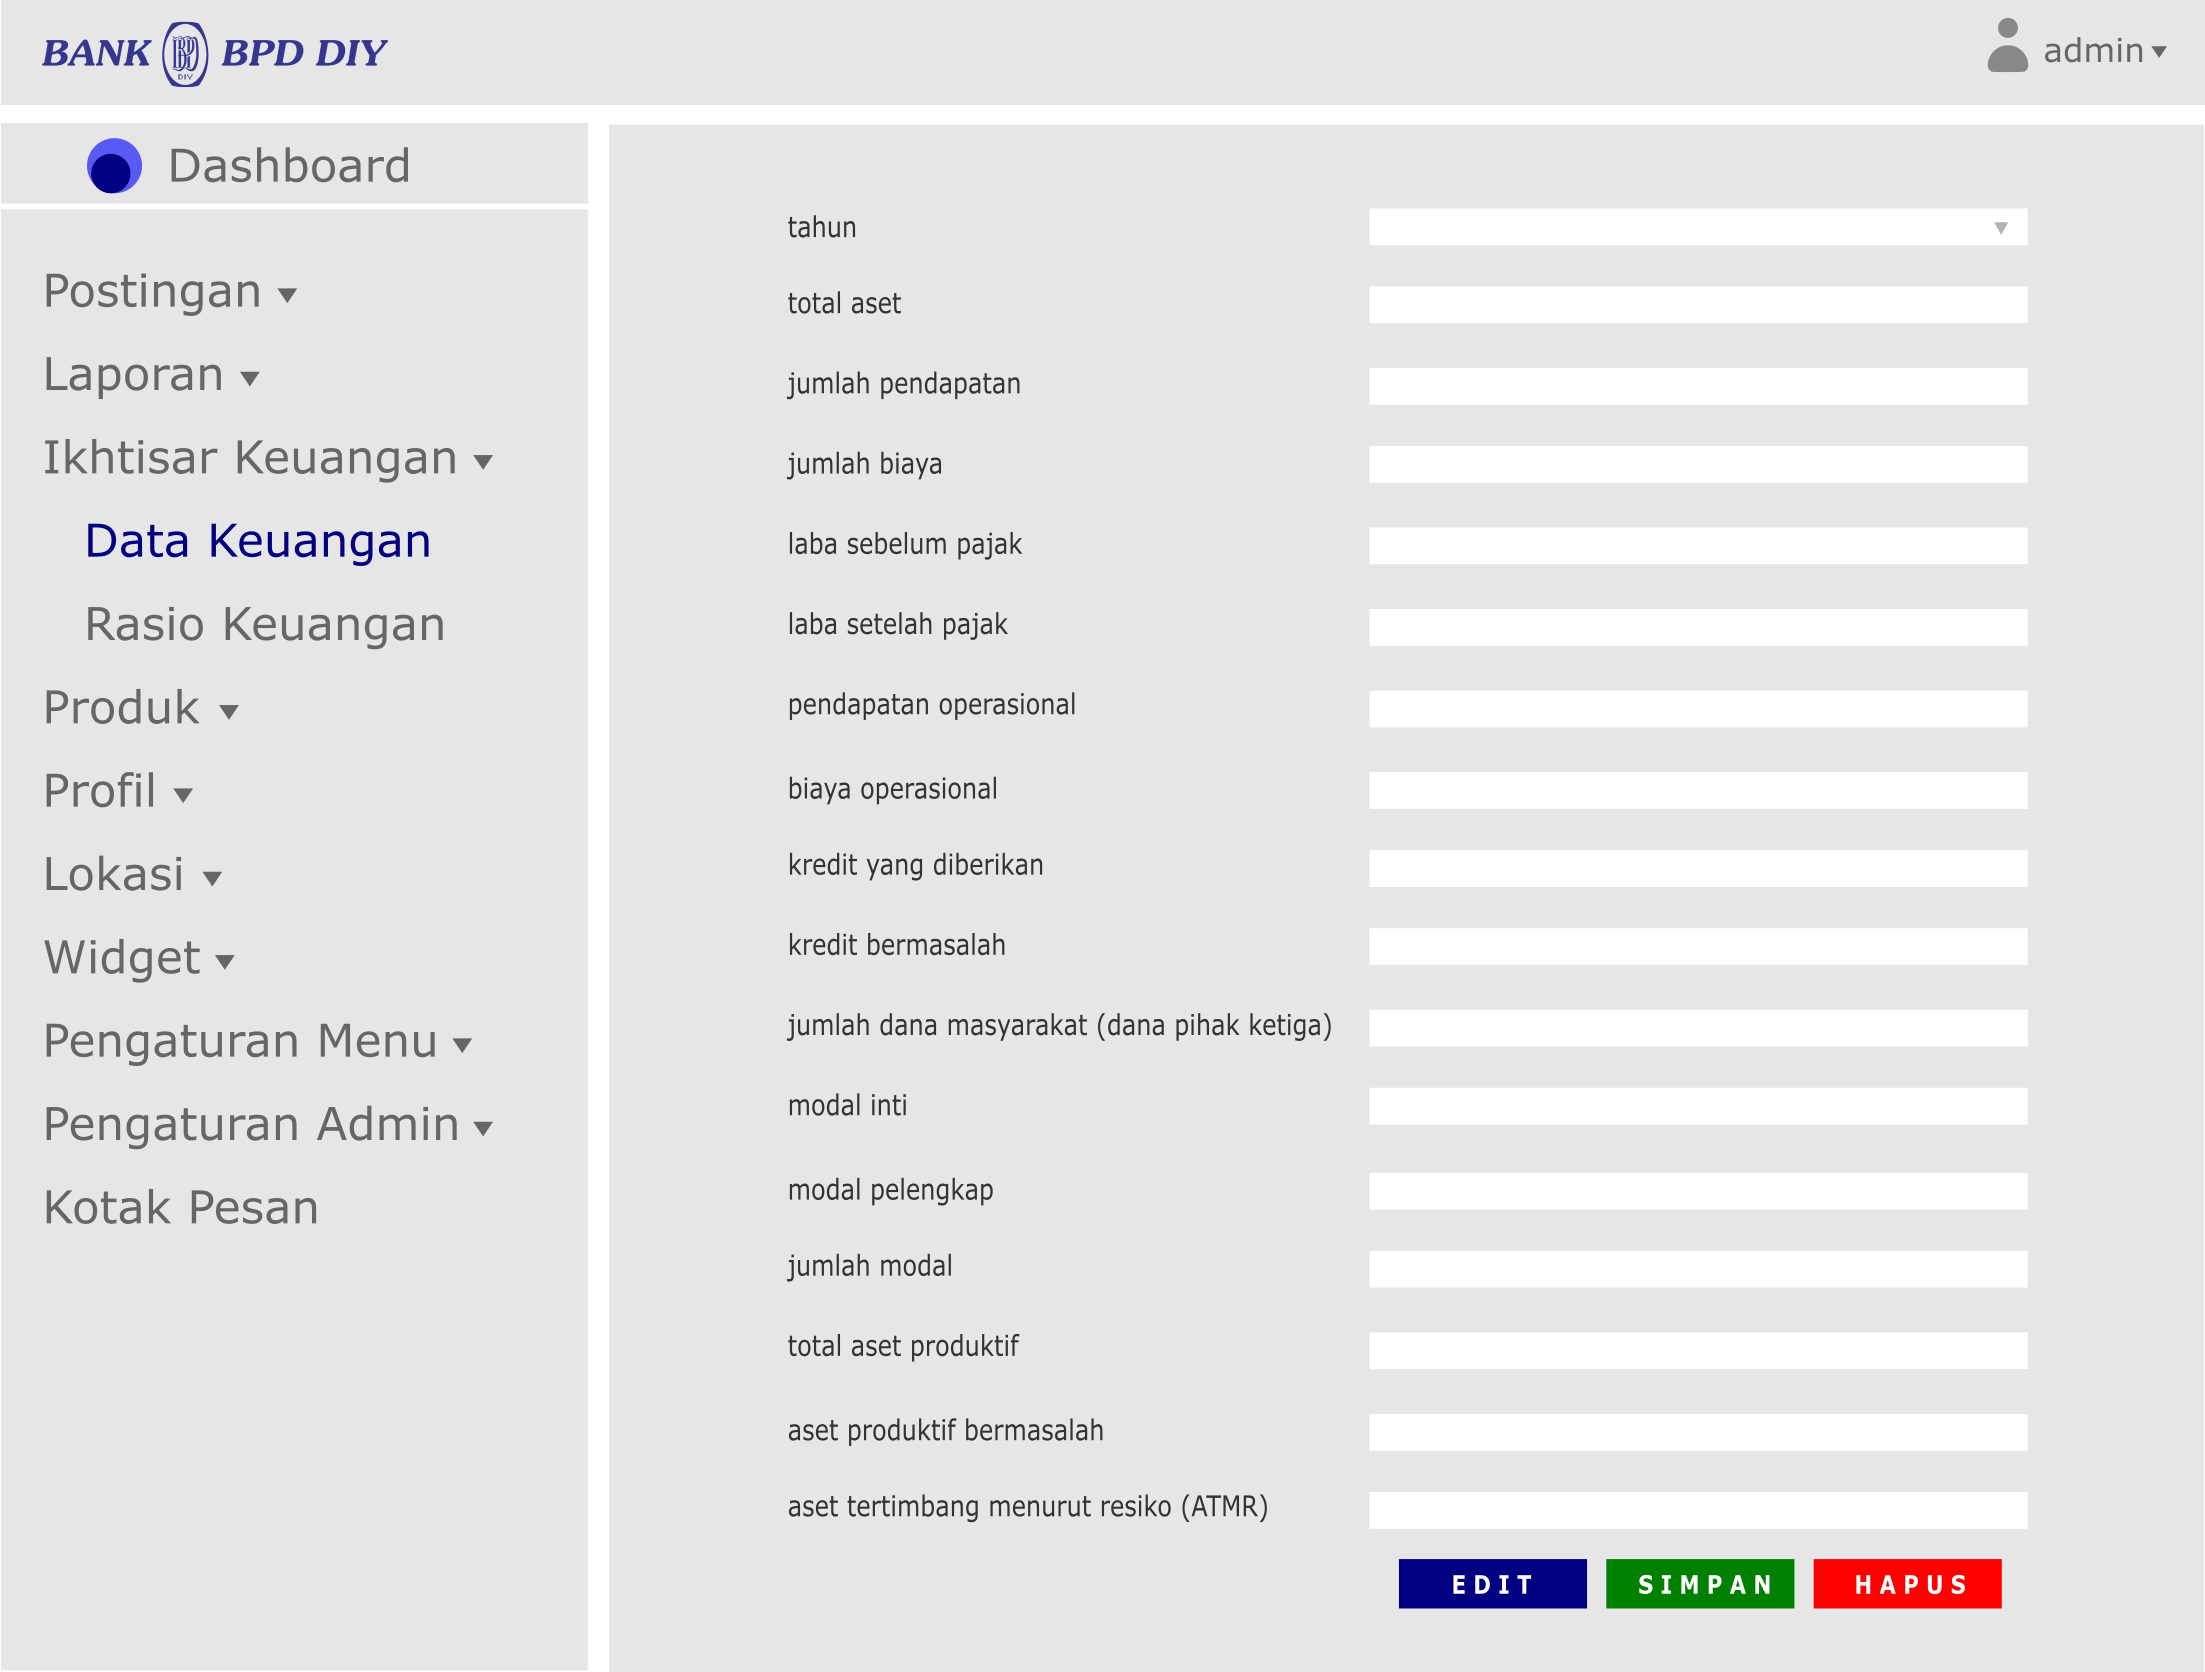 BANK BPD DIY BPD DIY
admin
Dashboard
Postingan
Laporan
Ikhtisar Keuangan
Data Keuangan
Rasio Keuangan
Produk
Profil
Lokasi
Widget
Pengaturan Menu
Pengaturan Admin
Kotak Pesan
tahun
total aset
jumlah pendapatan
jumlah biaya
laba sebelum pajak
laba setelah pajak
pendapatan operasional
biaya operasional
kredit yang diberikan
kredit bermasalah
jumlah dana masyarakat (dana pihak ketiga)
modal inti
modal pelengkap
jumlah modal
total aset produktif
aset produktif bermasalah
aset tertimbang menurut resiko (ATMR)
EDIT SIMPAN HAPUS